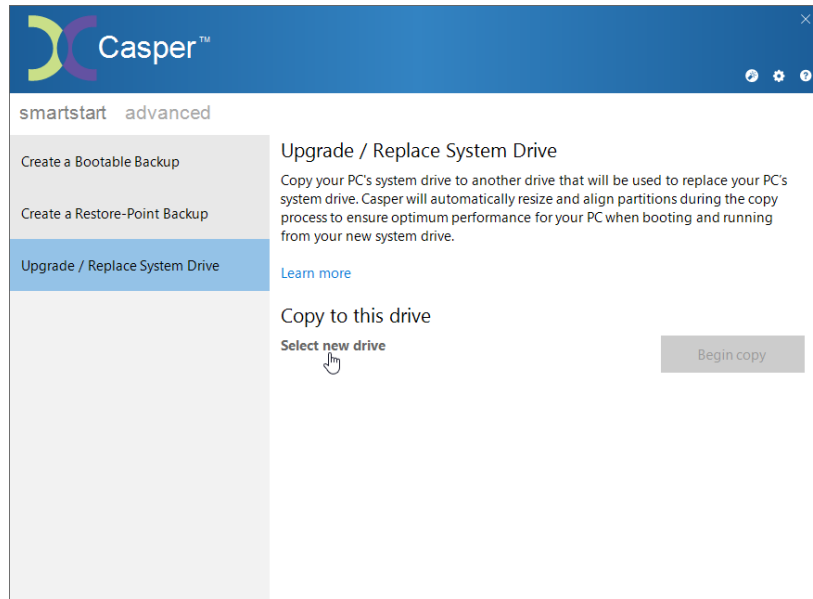 Casper™
smartstart advanced
Create a Bootable Backup
Create a Restore-Point Backup
Upgrade / Replace System Drive
Upgrade / Replace System Drive
Copy your PC's system drive to another drive that will be used to replace your PC's
system drive. Casper will automatically resize and align partitions during the copy
process to ensure optimum performance for your PC when booting and running
from your new system drive.
Learn more
Copy to this drive
Select new drive
Begin copy